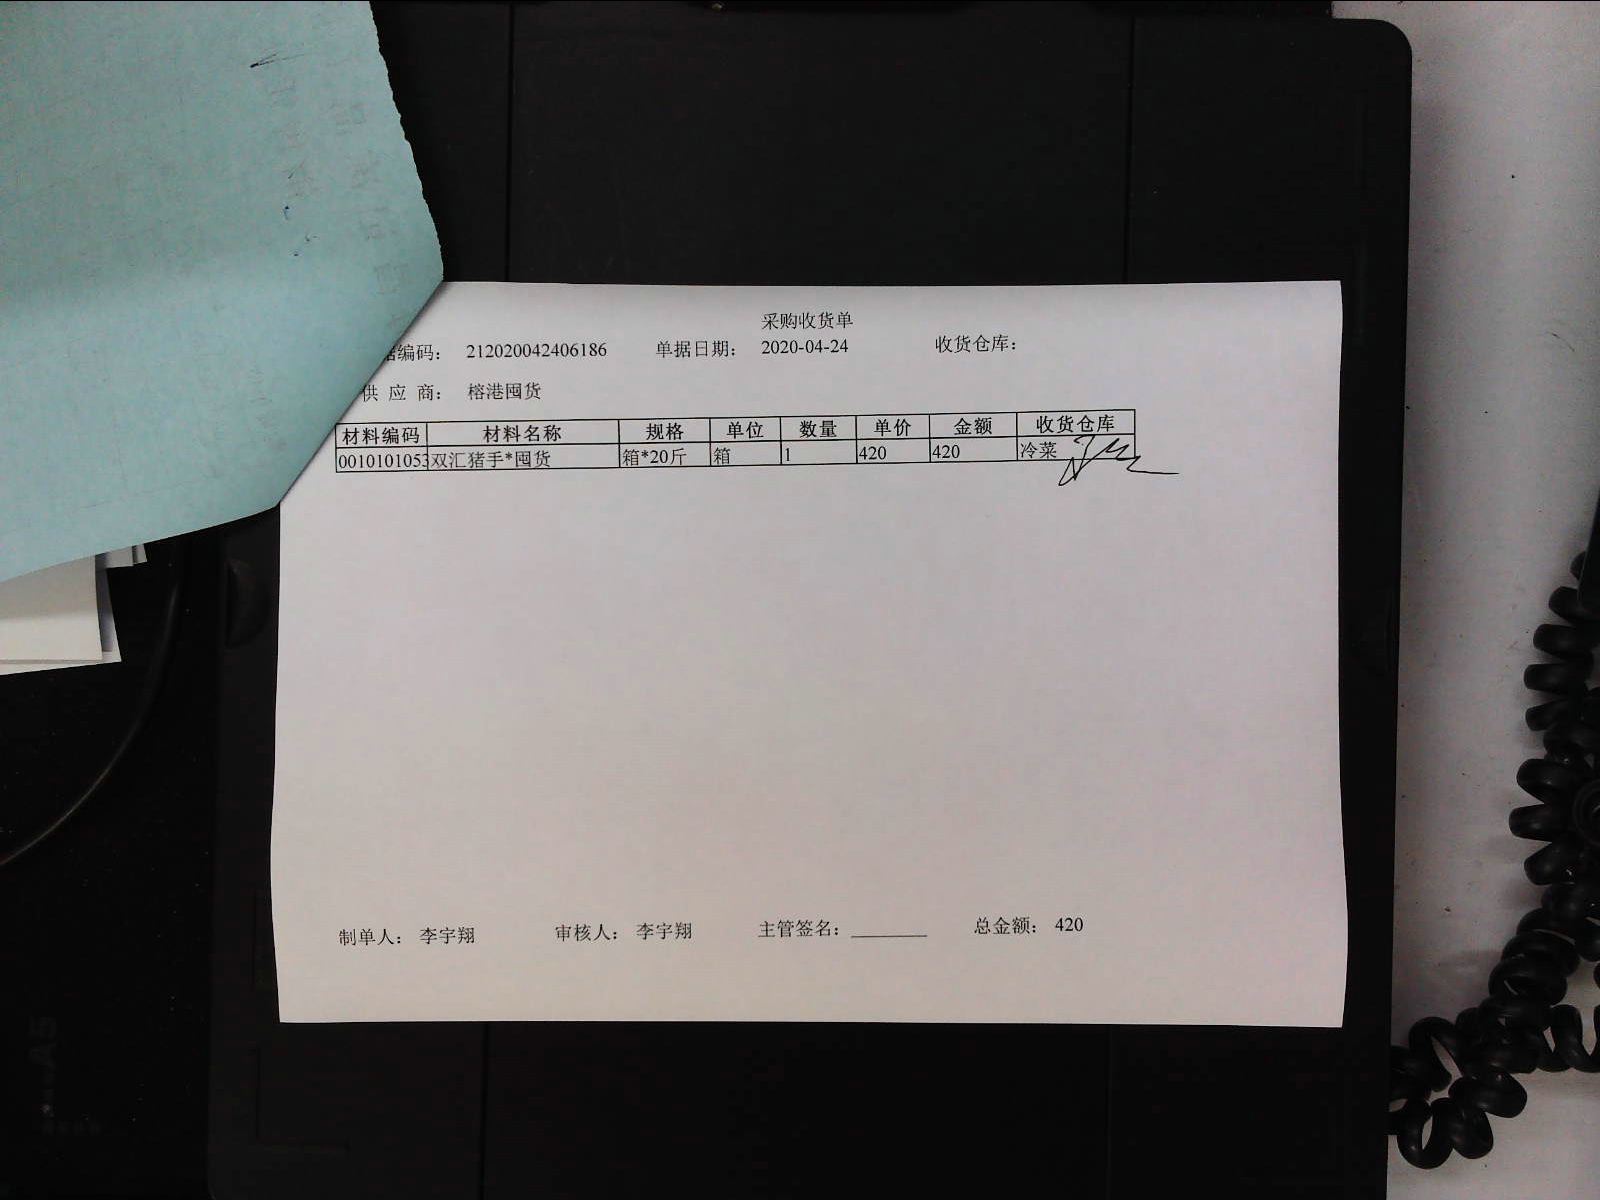 采购收货单
据编码： 212020042406186 单据日期： 2020-04-24 收货仓库：
供 应 商： 榕港囤货
材料编码 材料名称 规格 单位 数量 单价 金额 收货仓库
0010101053 双汇猪手*囤货 箱*20斤 箱 1 420 420 冷菜
制单人： 李宇翔 审核人： 李宇翔 主管签名：________ 总金额： 420